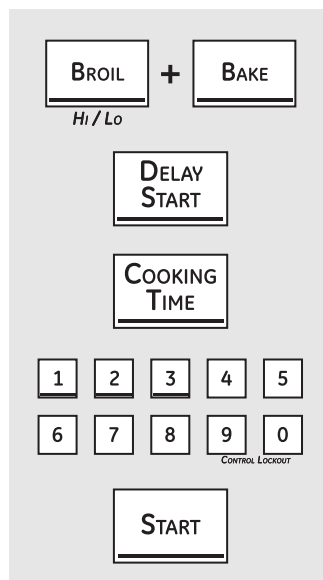 BROIL + BAKE
HI / LO
DELAY
START
COOKING
TIME
1 2 3 4 5
6 7 8 9 0
CONTROL LOCKOUT
START